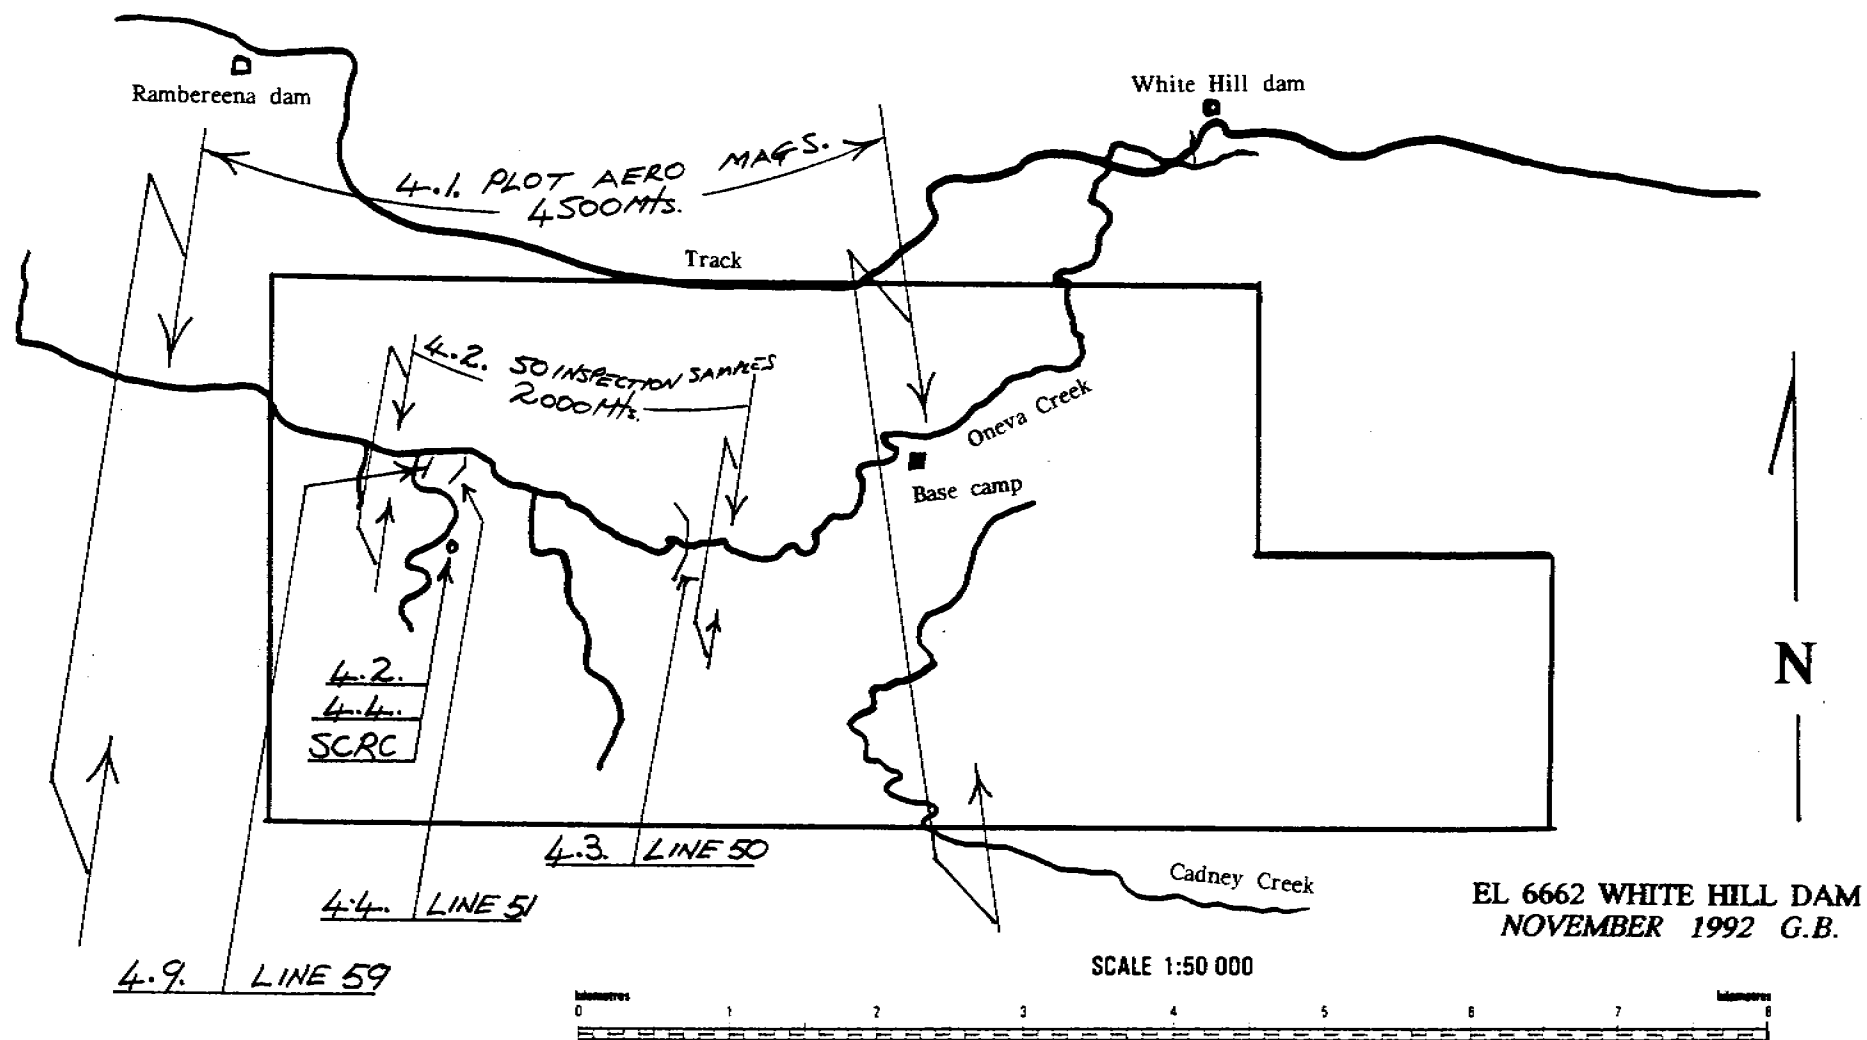 Rambereena dam
White Hill dam
4.1. PLOT AERO MAGS.
4500Mts.
Track
4.2. 50 INSPECTION SAMPLES
2000Mts.
Oneva Creek
Base camp
N
4.2.
4.4.
SCRC
4.3. LINE 50
4.4. LINE 51
4.9. LINE 59
Cadney Creek
EL 6662 WHITE HILL DAM
NOVEMBER 1992 G.B.
SCALE 1:50 000
kilometres kilometres
0 1 2 3 4 5 6 7 8